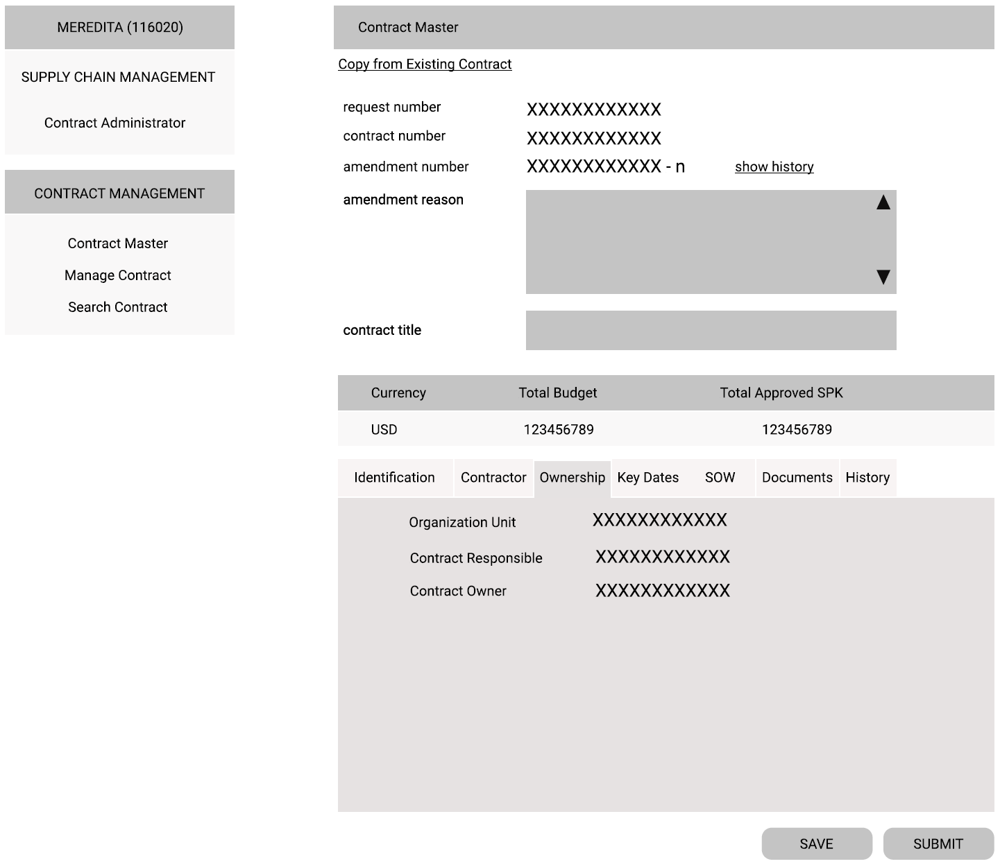 MEREDITA (116020)
SUPPLY CHAIN MANAGEMENT
Contract Administrator
CONTRACT MANAGEMENT
Contract Master
Manage Contract
Search Contract
Contract Master
Copy from Existing Contract
request number XXXXXXXXXXXX
contract number XXXXXXXXXXXX
amendment number XXXXXXXXXXXX - n show history
amendment reason
contract title
Currency Total Budget Total Approved SPK
USD 123456789 123456789
Identification Contractor Ownership Key Dates SOW Documents History
Organization Unit XXXXXXXXXXXX
Contract Responsible XXXXXXXXXXXX
Contract Owner XXXXXXXXXXXX
SAVE SUBMIT